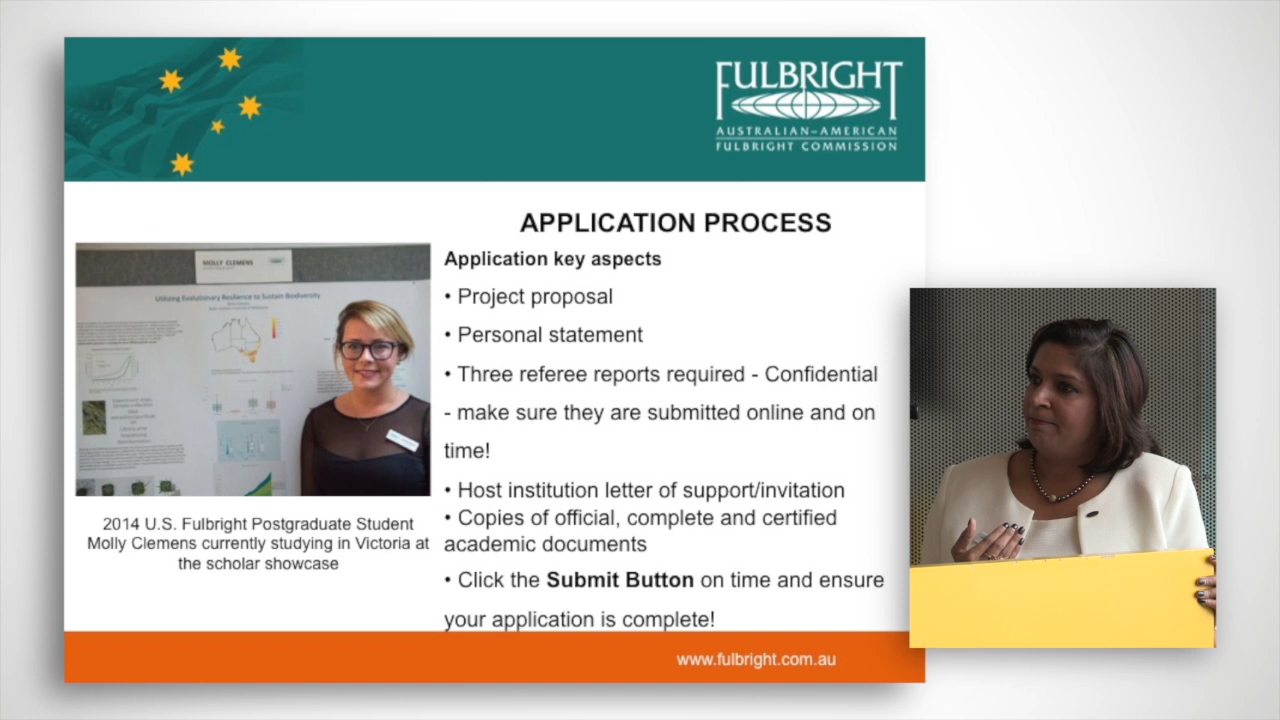 FULBRIGHT
AUSTRALIAN-AMERICAN
FULBRIGHT COMMISSION
APPLICATION PROCESS
Application key aspects
• Project proposal
• Personal statement
• Three referee reports required - Confidential
- make sure they are submitted online and on
time!
• Host institution letter of support/invitation
• Copies of official, complete and certified
academic documents
• Click the Submit Button on time and ensure
your application is complete!
MOLLY CLEMENS
Utilising Evolutionary Resilience to Sustain Biodiversity
2014 U.S. Fulbright Postgraduate Student
Molly Clemens currently studying in Victoria at
the scholar showcase
www.fulbright.com.au